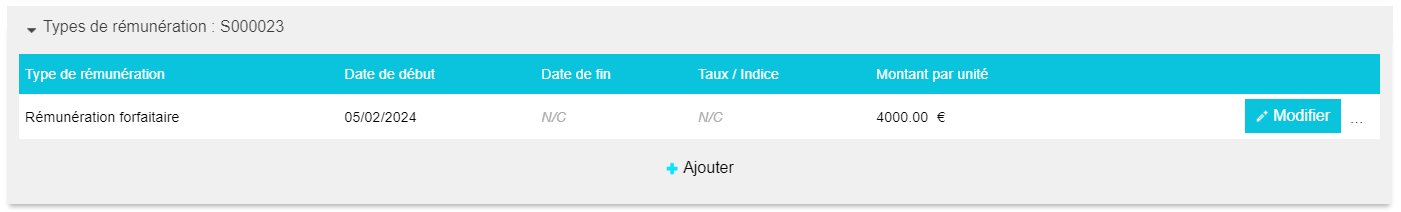 Types de rémunération : S000023
Type de rémunération Date de début Date de fin Taux / Indice Montant par unité
Rémunération forfaitaire 05/02/2024 N/C N/C 4000.00 € Modifier ...
Ajouter